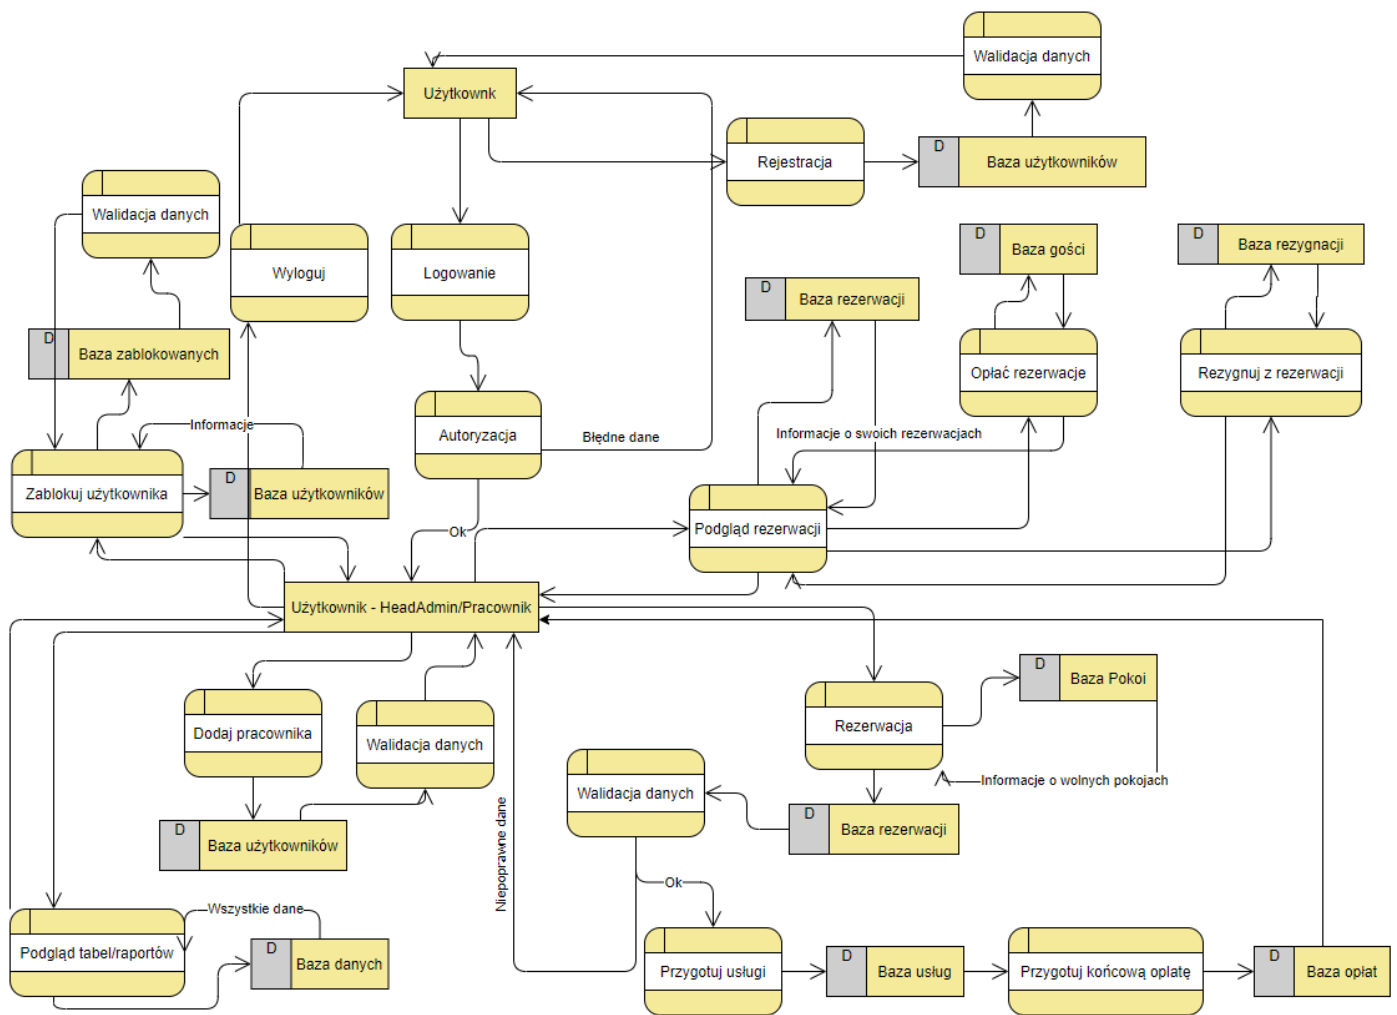 Walidacja danych
Użytkownk
Rejestracja
D
Baza użytkowników
Walidacja danych
Wyloguj
Logowanie
D
Baza gości
D
Baza rezygnacji
D
Baza rezerwacji
D
Baza zablokowanych
Opłać rezerwacje
Rezygnuj z rezerwacji
Informacje
Autoryzacja
Błędne dane
Informacje o swoich rezerwacjach
Zablokuj użytkownika
D
Baza użytkowników
Ok
Podgląd rezerwacji
Użytkownik - HeadAdmin/Pracownik
Dodaj pracownika
Walidacja danych
Rezerwacja
D
Baza Pokoi
Informacje o wolnych pokojach
Walidacja danych
D
Baza rezerwacji
D
Baza użytkowników
Niepoprawne dane
Ok
Wszystkie dane
Podgląd tabel/raportów
D
Baza danych
Przygotuj usługi
D
Baza usług
Przygotuj końcową oplatę
D
Baza opłat